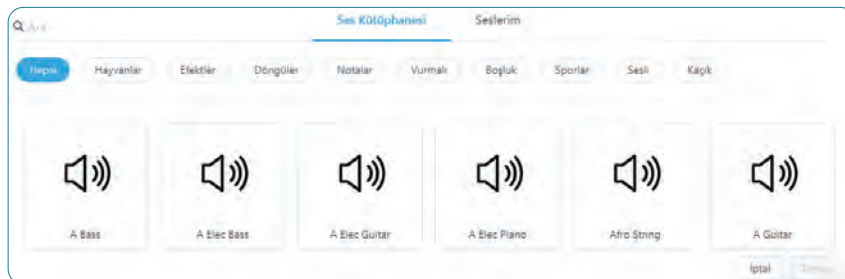 Ara Ses Kütüphanesi Seslerim
Hepsi Hayvanlar Efektler Döngüler Notalar Vurmalı Boşluk Sporlar Sesli Kaçık
A Bass A Elec Bass A Elec Guitar A Elec Piano Afro String A Guitar
İptal